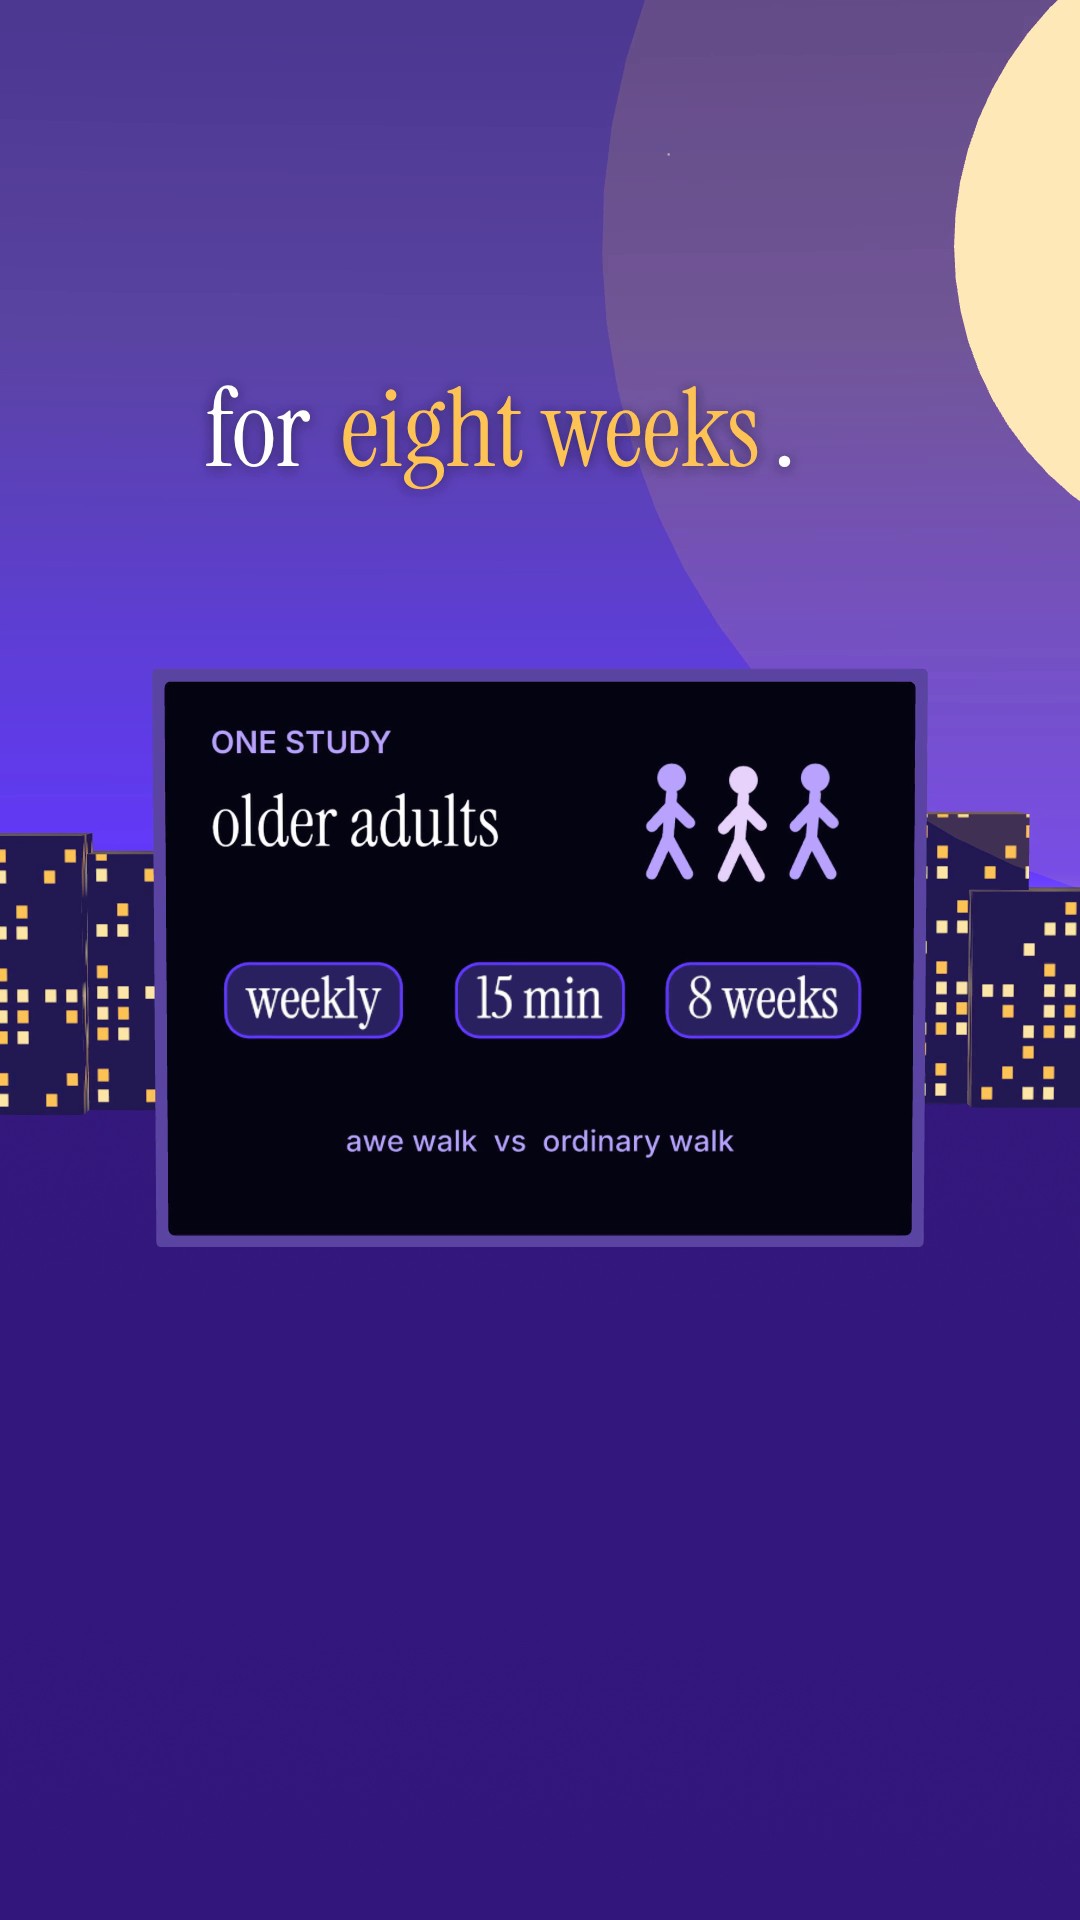 for eight weeks.
ONE STUDY
older adults
weekly 15 min 8 weeks
awe walk vs ordinary walk